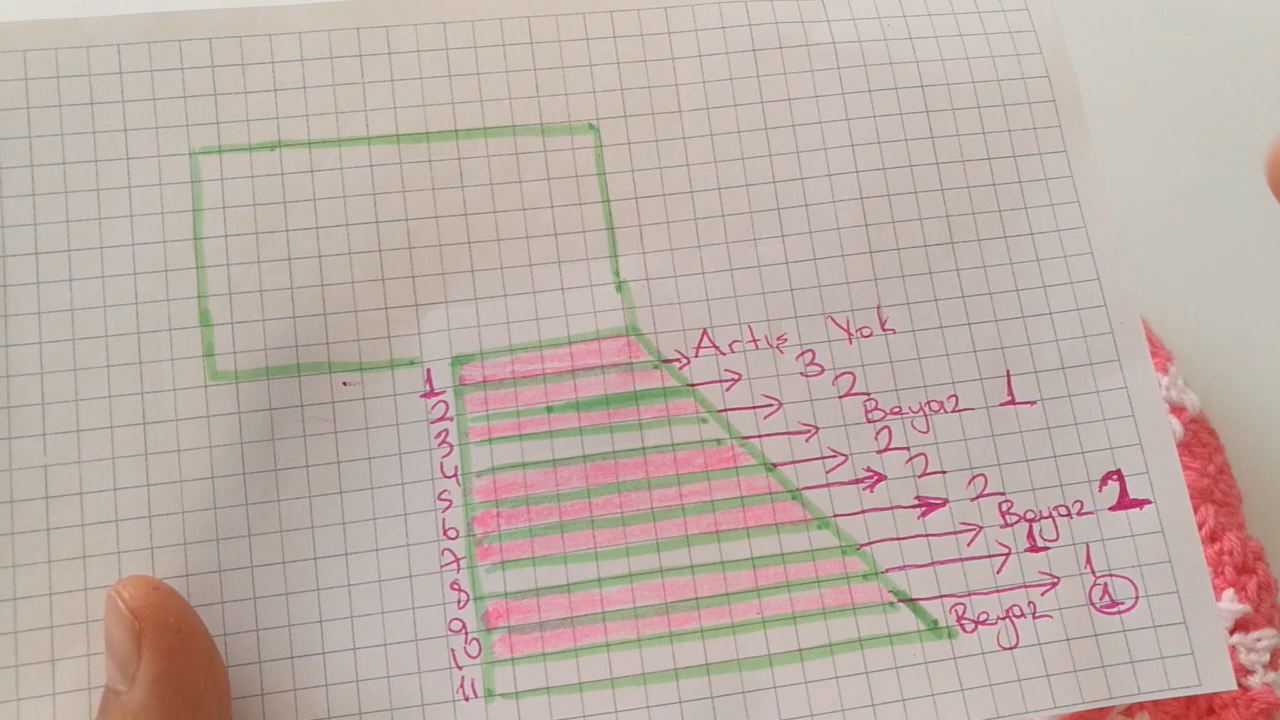 1 Artış Yok
2 3
3 2
4 Beyaz 1
5 2
6 2
7 2
8 Beyaz 1
9 1
10 1
11 Beyaz 1